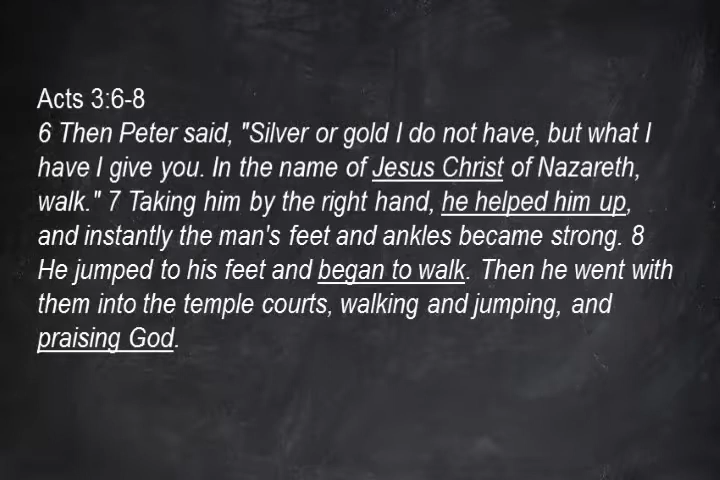 Acts 3:6-8
6 Then Peter said, "Silver or gold I do not have, but what I
have I give you. In the name of Jesus Christ of Nazareth,
walk." 7 Taking him by the right hand, he helped him up,
and instantly the man's feet and ankles became strong. 8
He jumped to his feet and began to walk. Then he went with
them into the temple courts, walking and jumping, and
praising God.